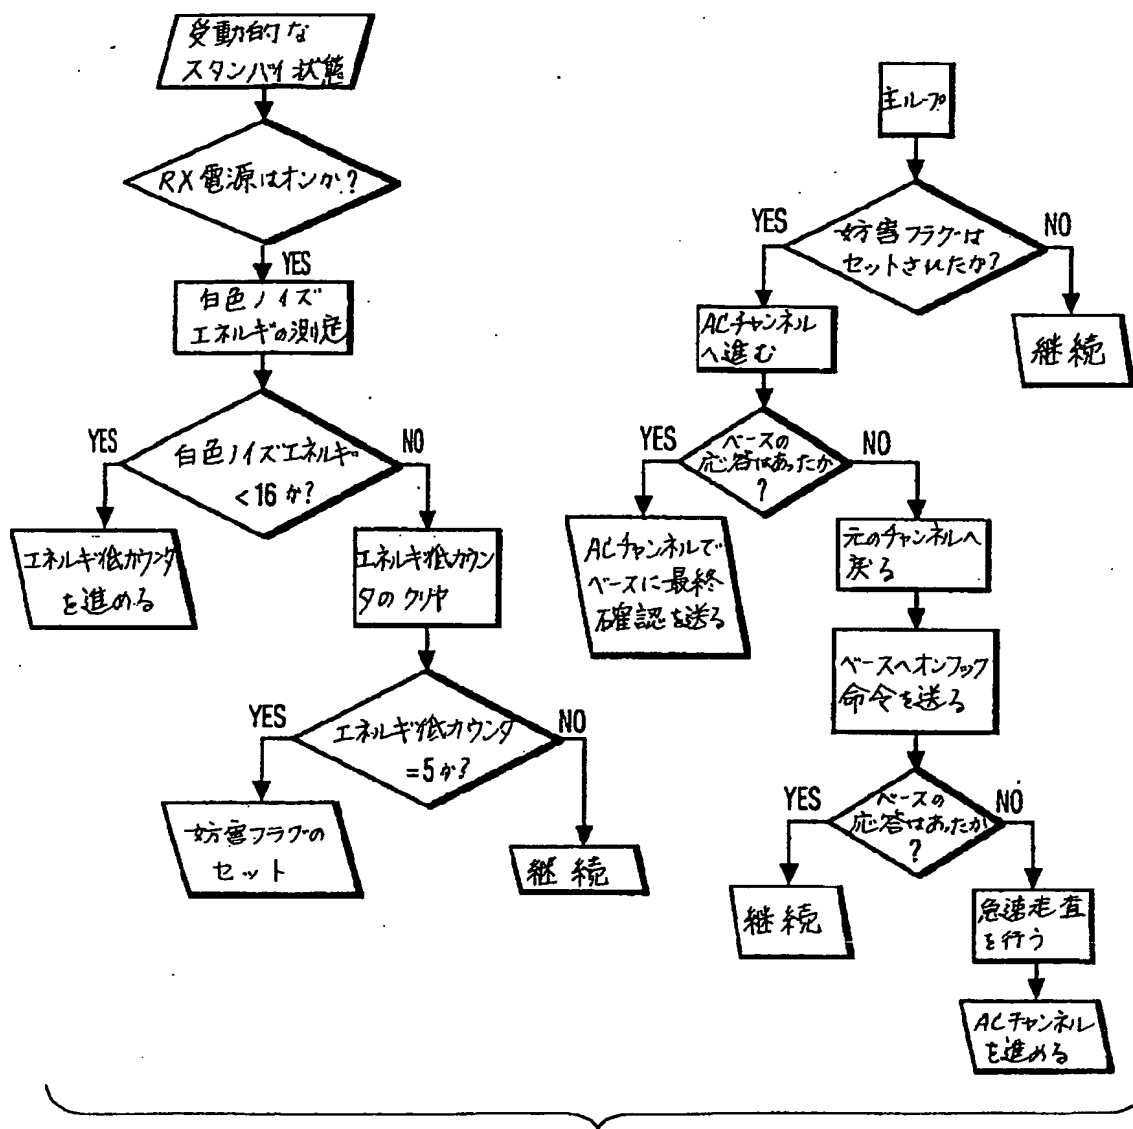 受動的な
スタンバイ状態
RX電源はオンか?
YES
白色ノイズ
エネルギの測定
YES
NO
白色ノイズエネルギ
<16か?
エネルギ低カウンタ
を進める
エネルギ低カウン
タのクリヤ
YES
NO
エネルギ低カウンタ
=5か?
妨害フラグの
セット
継続
主ループ
YES
NO
妨害フラグは
セットされたか?
ACチャンネル
へ進む
継続
YES
NO
ベースの
応答はあったか
?
ACチャンネルで
ベースに最終
確認を送る
元のチャンネルへ
戻る
ベースへオンフック
命令を送る
YES
NO
ベースの
応答はあったか
?
継続
急速走査
を行う
ACチャンネル
を進める